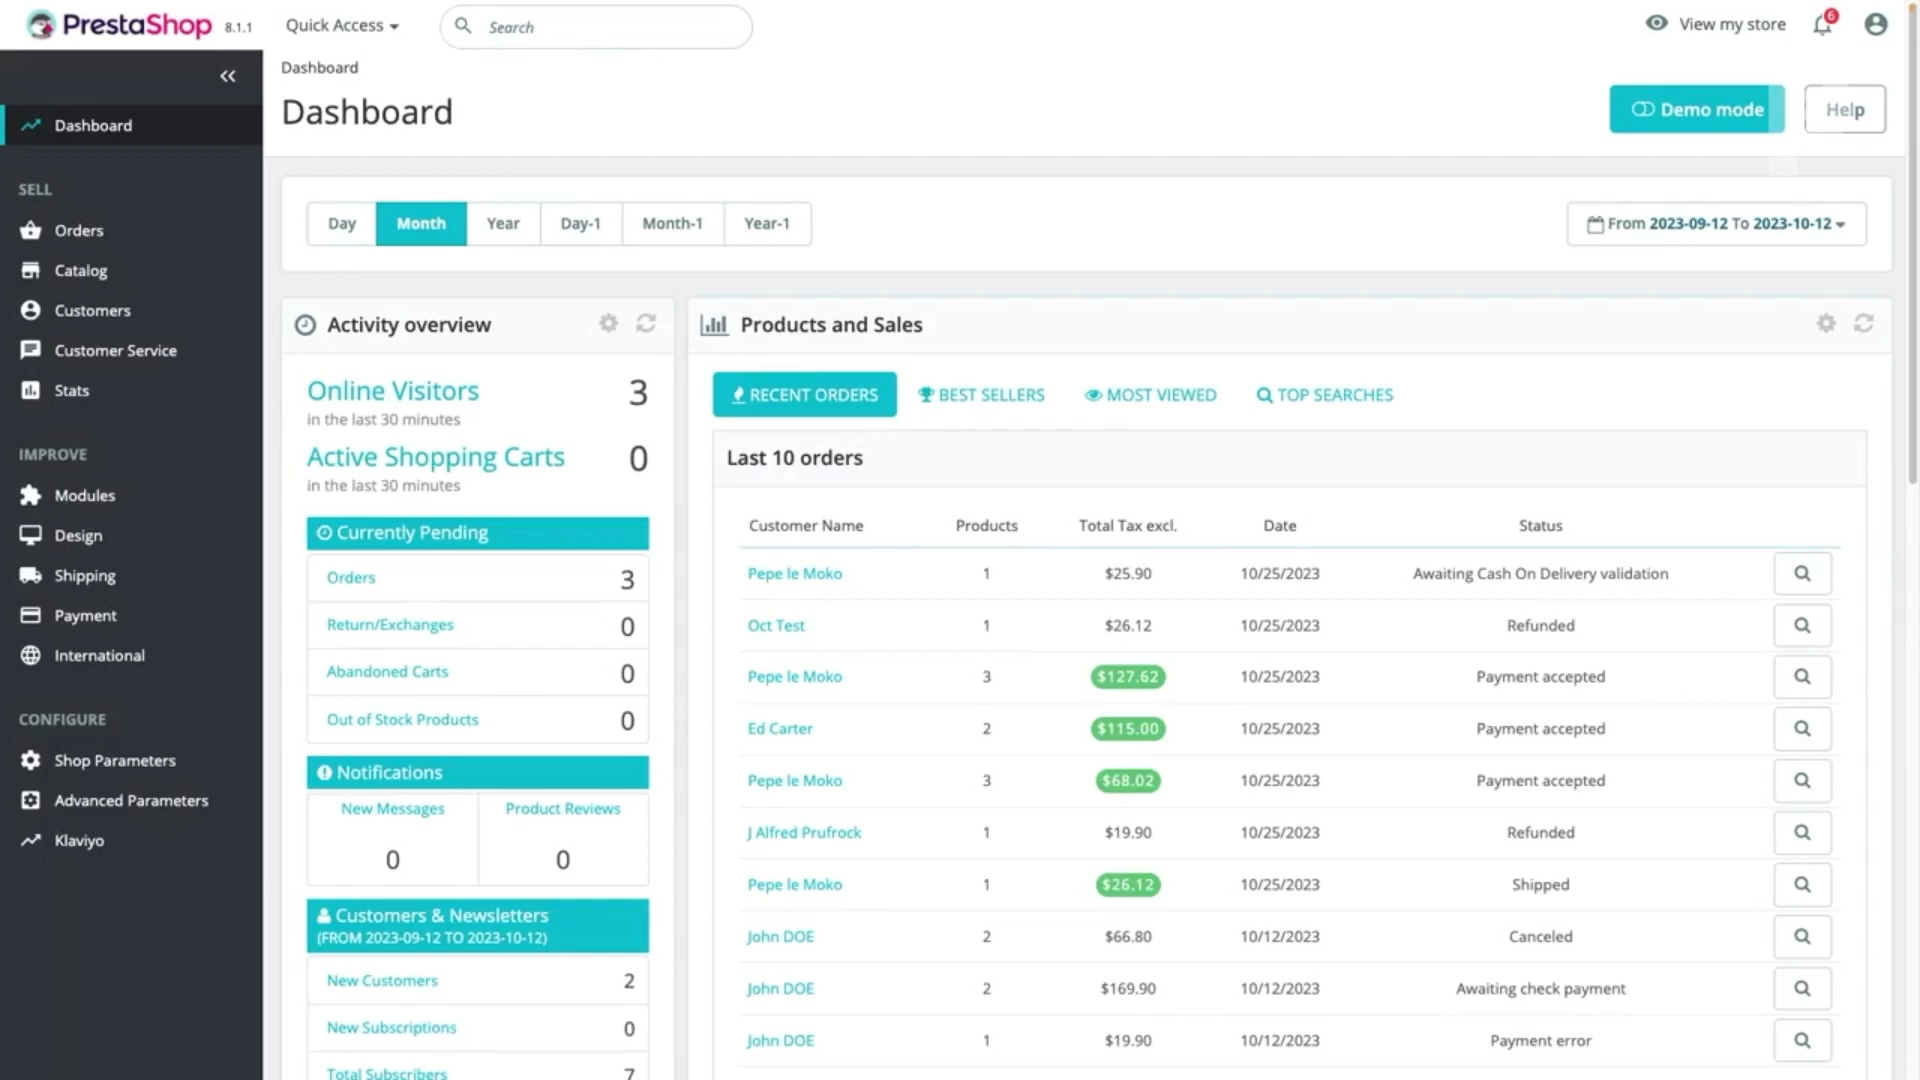 PrestaShop 8.1.1
Quick Access
Search
View my store
6
Dashboard
Dashboard
Demo mode
Help
Dashboard
SELL
Orders
Catalog
Customers
Customer Service
Stats
IMPROVE
Modules
Design
Shipping
Payment
International
CONFIGURE
Shop Parameters
Advanced Parameters
Klaviyo
Day Month Year Day-1 Month-1 Year-1
From 2023-09-12 To 2023-10-12
Activity overview
Online Visitors 3
in the last 30 minutes
Active Shopping Carts 0
in the last 30 minutes
Currently Pending
Orders 3
Return/Exchanges 0
Abandoned Carts 0
Out of Stock Products 0
Notifications
New Messages Product Reviews
0 0
Customers & Newsletters
(FROM 2023-09-12 TO 2023-10-12)
New Customers 2
New Subscriptions 0
Total Subscribers 7
Products and Sales
RECENT ORDERS BEST SELLERS MOST VIEWED TOP SEARCHES
Last 10 orders
Customer Name Products Total Tax excl. Date Status
Pepe le Moko 1 $25.90 10/25/2023 Awaiting Cash On Delivery validation
Oct Test 1 $26.12 10/25/2023 Refunded
Pepe le Moko 3 $127.62 10/25/2023 Payment accepted
Ed Carter 2 $115.00 10/25/2023 Payment accepted
Pepe le Moko 3 $68.02 10/25/2023 Payment accepted
J Alfred Prufrock 1 $19.90 10/25/2023 Refunded
Pepe le Moko 1 $26.12 10/25/2023 Shipped
John DOE 2 $66.80 10/12/2023 Canceled
John DOE 2 $169.90 10/12/2023 Awaiting check payment
John DOE 1 $19.90 10/12/2023 Payment error